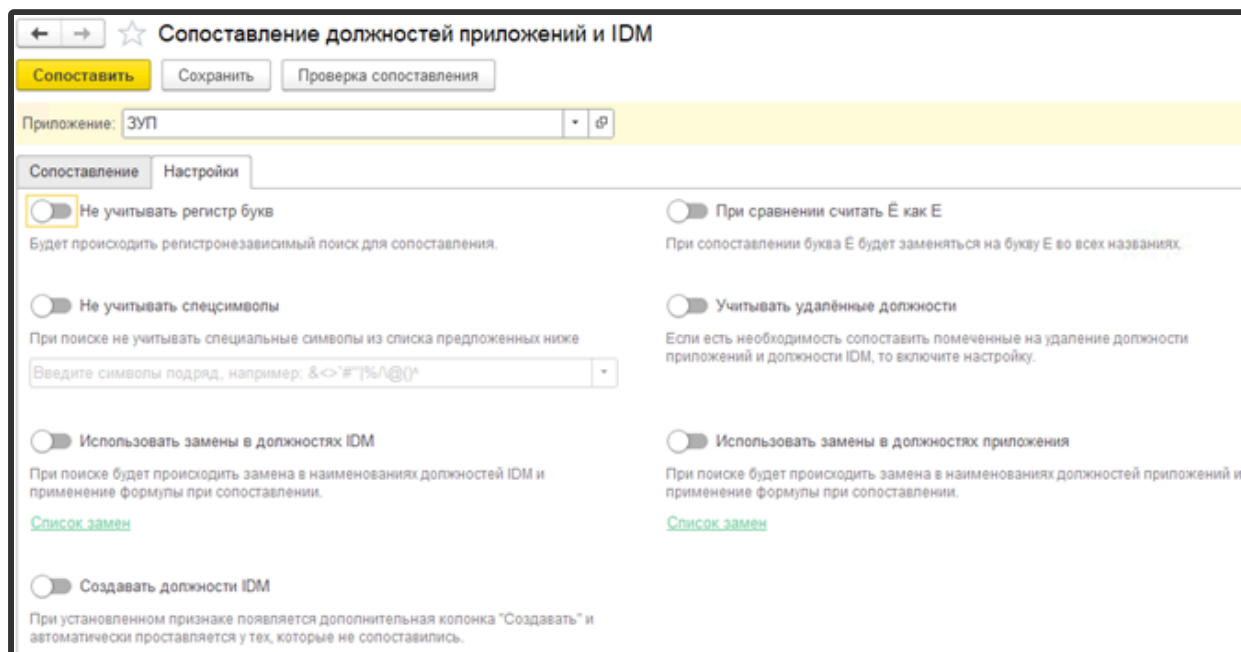 Сопоставление должностей приложений и IDM
Сопоставить Сохранить Проверка сопоставления
Приложение: ЗУП
Сопоставление Настройки
Не учитывать регистр букв
Будет происходить регистронезависимый поиск для сопоставления.
При сравнении считать Ё как Е
При сопоставлении буква Ё будет заменяться на букву Е во всех названиях.
Не учитывать спецсимволы
При поиске не учитывать специальные символы из списка предложенных ниже
Введите символы подряд, например: &<>`#'"|%/\@()^
Учитывать удалённые должности
Если есть необходимость сопоставить помеченные на удаление должности
приложений и должности IDM, то включите настройку.
Использовать замены в должностях IDM
При поиске будет происходить замена в наименованиях должностей IDM и
применение формулы при сопоставлении.
Список замен
Использовать замены в должностях приложения
При поиске будет происходить замена в наименованиях должностей приложений и
применение формулы при сопоставлении.
Список замен
Создавать должности IDM
При установленном признаке появляется дополнительная колонка "Создавать" и
автоматически проставляется у тех, которые не сопоставились.